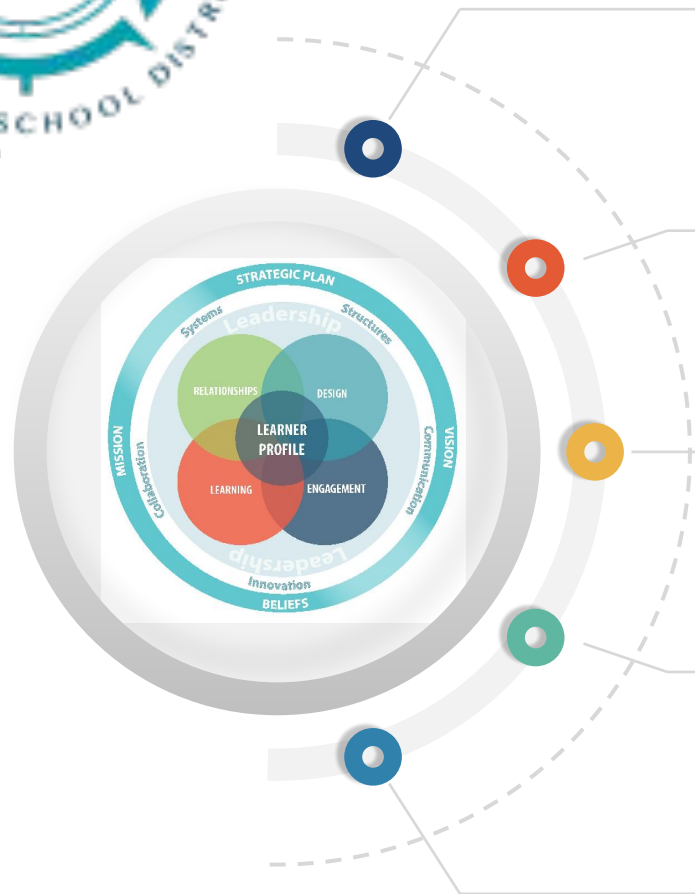 SCHOOL
STRATEGIC PLAN
Systems
Structures
Leadership
RELATIONSHIPS
DESIGN
MISSION
LEARNER
PROFILE
VISION
Collaboration
Communication
LEARNING
ENGAGEMENT
Leadership
Innovation
BELIEFS